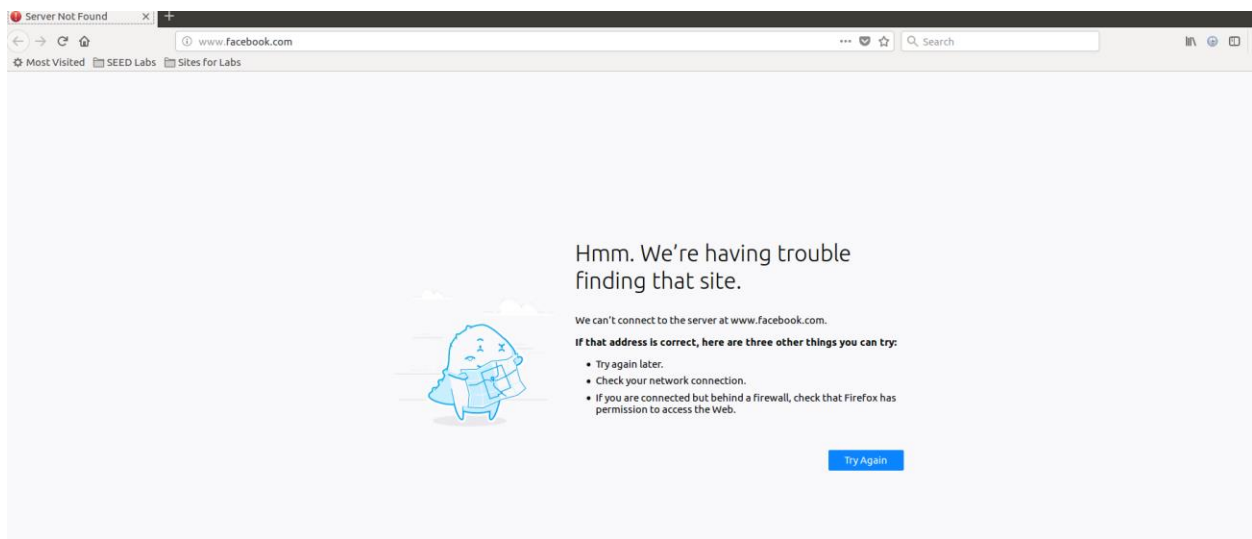 Server Not Found
www.facebook.com
Search
Most Visited SEED Labs Sites for Labs
Hmm. We’re having trouble
finding that site.
We can’t connect to the server at www.facebook.com.
If that address is correct, here are three other things you can try:
• Try again later.
• Check your network connection.
• If you are connected but behind a firewall, check that Firefox has
permission to access the Web.
Try Again